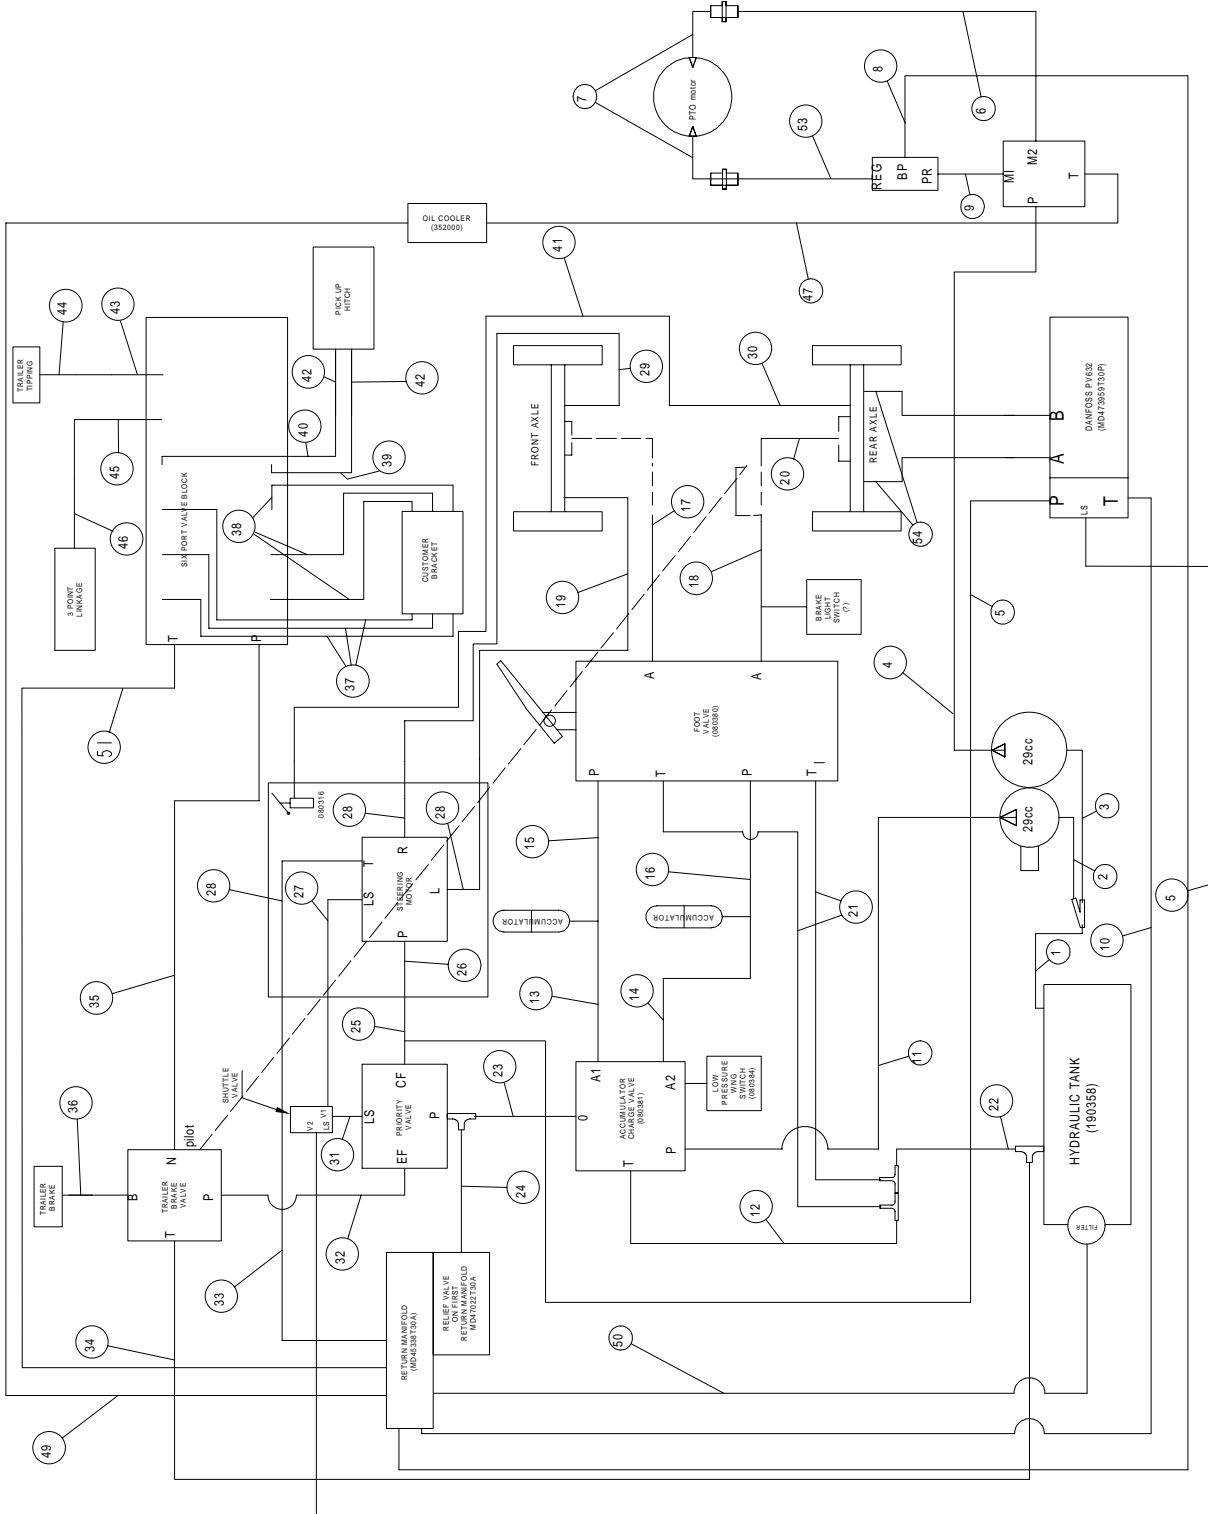 7
8
6
PTO motor
53
REG
BP
PR
9
M1
M2
P
T
OIL COOLER
(352000)
41
47
44
43
TRAILER
TIPPING
PICK UP
HITCH
42
42
45
40
39
46
38
SIX PORT VALVE BLOCK
CUSTOMER
BRACKET
3 POINT
LINKAGE
T
P
37
51
FRONT AXLE
29
30
REAR AXLE
20
17
18
19
54
B
A
P
T
LS
DANFOSS PV632
(MD473959T30P)
BRAKE
LIGHT
SWITCH
(?)
5
4
A
A
FOOT
VALVE
(080380)
P
T
P
T
080316
28
28
28
27
T
R
LS
L
P
STEERING
MOTOR
26
15
16
ACCUMULATOR
ACCUMULATOR
21
29cc
29cc
3
2
1
10
5
35
25
13
14
11
SHUTTLE
VALVE
V2
V1
LS
31
LS
CF
P
EF
PRIORITY
VALVE
23
24
A1
A2
0
T
P
ACCUMULATOR
CHARGE VALVE
(080381)
LOW
PRESSURE
WNG
SWITCH
(080384)
22
HYDRAULIC TANK
(190358)
FILTER
36
TRAILER
BRAKE
pilot
N
B
P
T
TRAILER
BRAKE
VALVE
32
33
34
12
RETURN MANIFOLD
(MD45338T30A)
RELIEF VALVE
ON FIRST
RETURN MANIFOLD
MD47022T30A
50
49